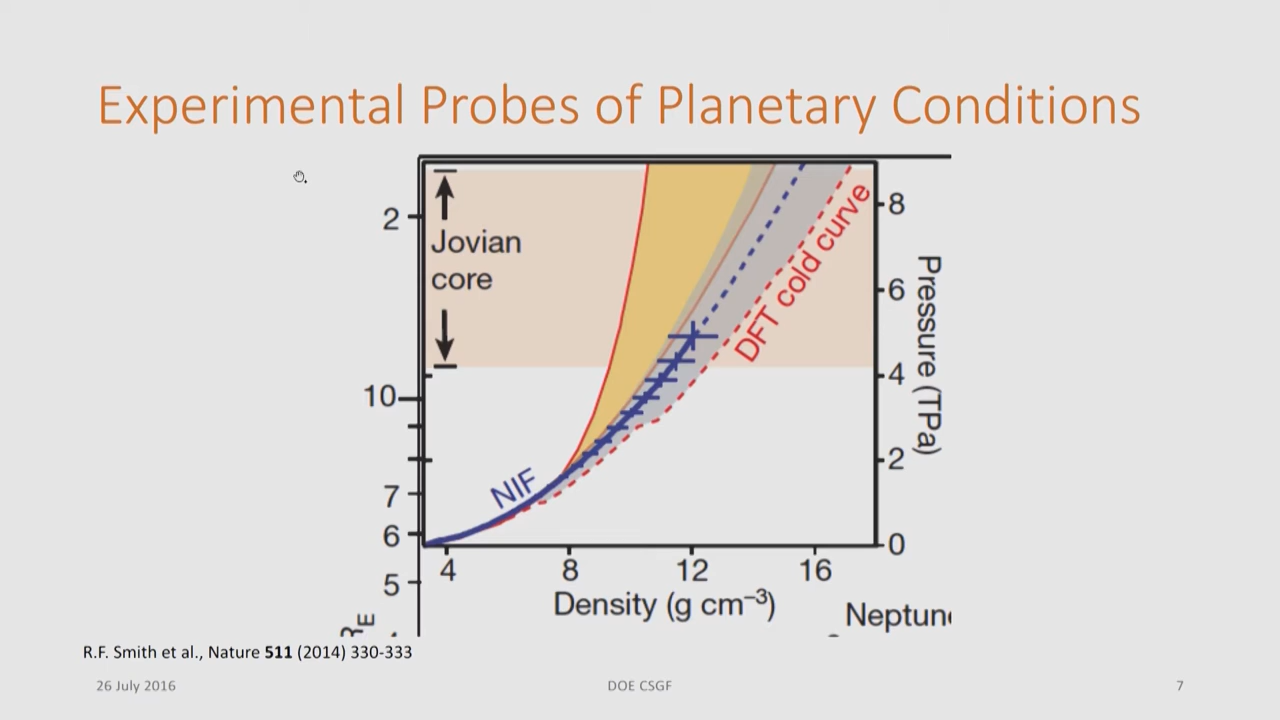 Experimental Probes of Planetary Conditions
2
Jovian
core
10
7
6
5
NIF
DFT cold curve
8
6
4
2
0
Pressure (TPa)
4 8 12 16
Density (g cm⁻³)
R.F. Smith et al., Nature 511 (2014) 330-333
26 July 2016
DOE CSGF
7